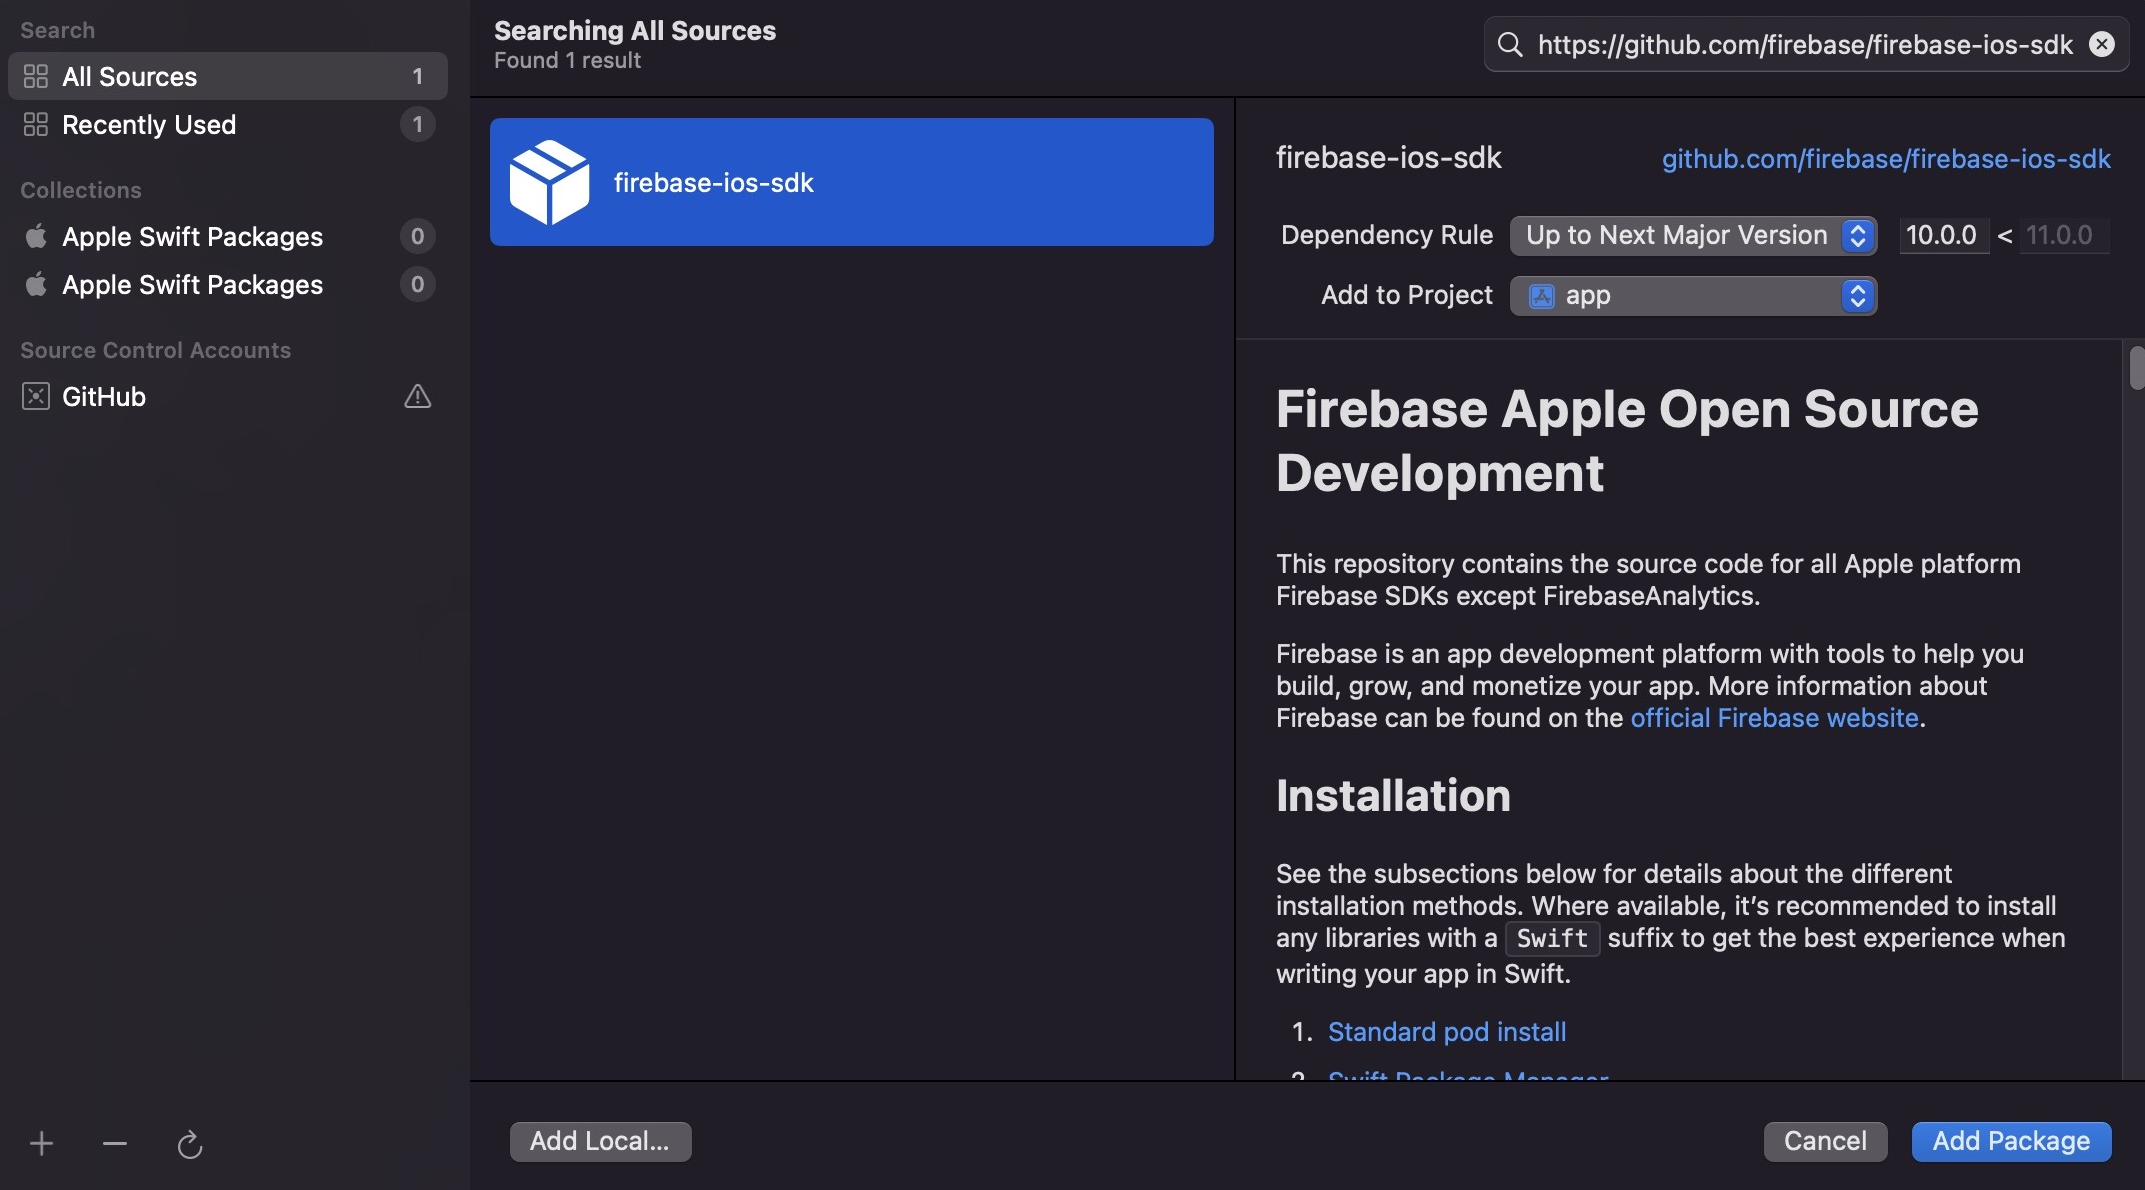 Search
All Sources 1
Recently Used 1
Collections
Apple Swift Packages 0
Apple Swift Packages 0
Source Control Accounts
GitHub
Searching All Sources
Found 1 result
https://github.com/firebase/firebase-ios-sdk
firebase-ios-sdk
firebase-ios-sdk github.com/firebase/firebase-ios-sdk
Dependency Rule Up to Next Major Version 10.0.0 < 11.0.0
Add to Project app
Firebase Apple Open Source
Development
This repository contains the source code for all Apple platform
Firebase SDKs except FirebaseAnalytics.
Firebase is an app development platform with tools to help you
build, grow, and monetize your app. More information about
Firebase can be found on the official Firebase website.
Installation
See the subsections below for details about the different
installation methods. Where available, it’s recommended to install
any libraries with a Swift suffix to get the best experience when
writing your app in Swift.
1. Standard pod install
2. Swift Package Manager
Add Local...
Cancel
Add Package